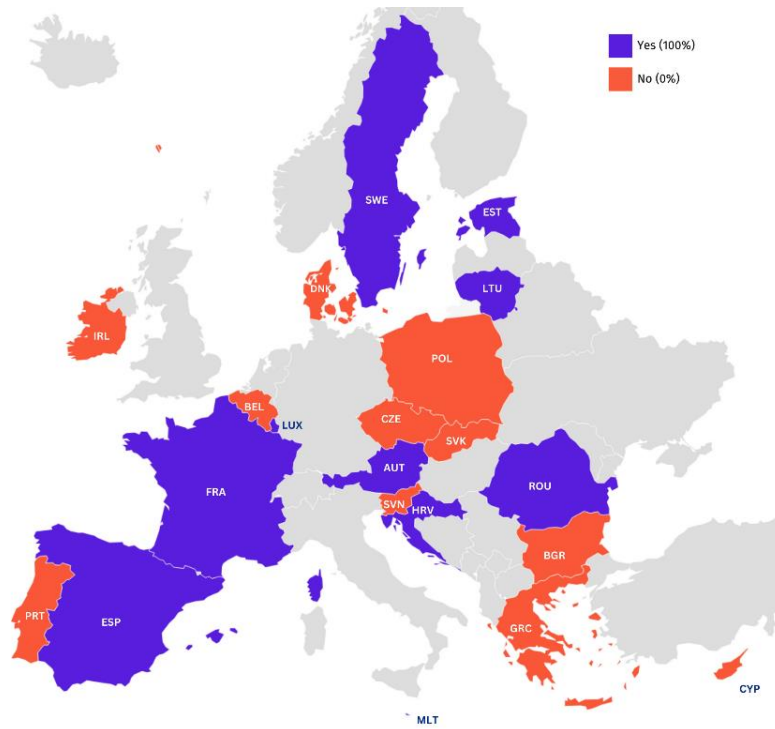 Yes (100%)
No (0%)
SWE
EST
LTU
DNK
IRL
POL
BEL
CZE
LUX
SVK
AUT
FRA
ROU
SVN
HRV
BGR
PRT
ESP
GRC
CYP
MLT